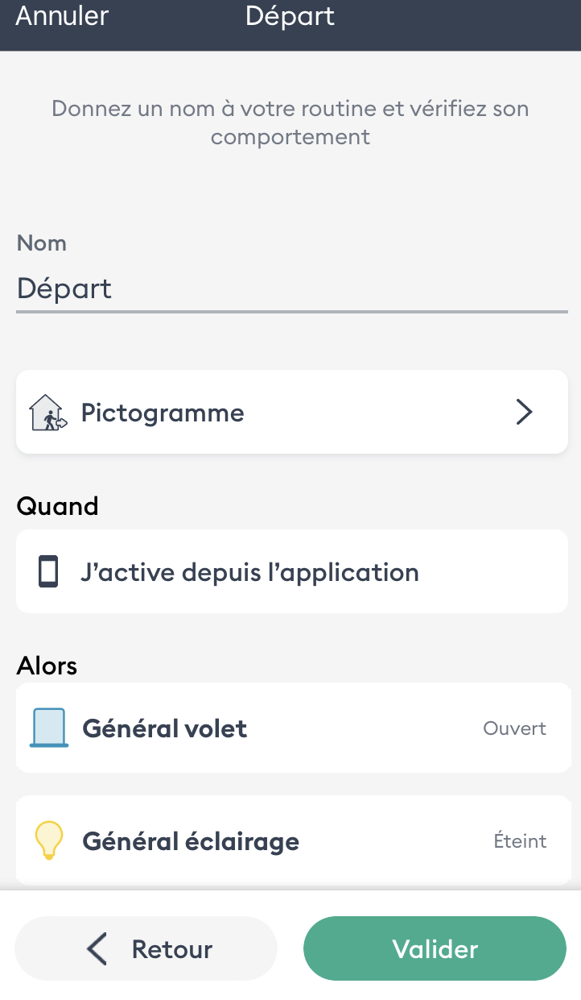 Annuler
Départ
Donnez un nom à votre routine et vérifiez son
comportement
Nom
Départ
Pictogramme
Quand
J’active depuis l’application
Alors
Général volet
Ouvert
Général éclairage
Éteint
Retour
Valider